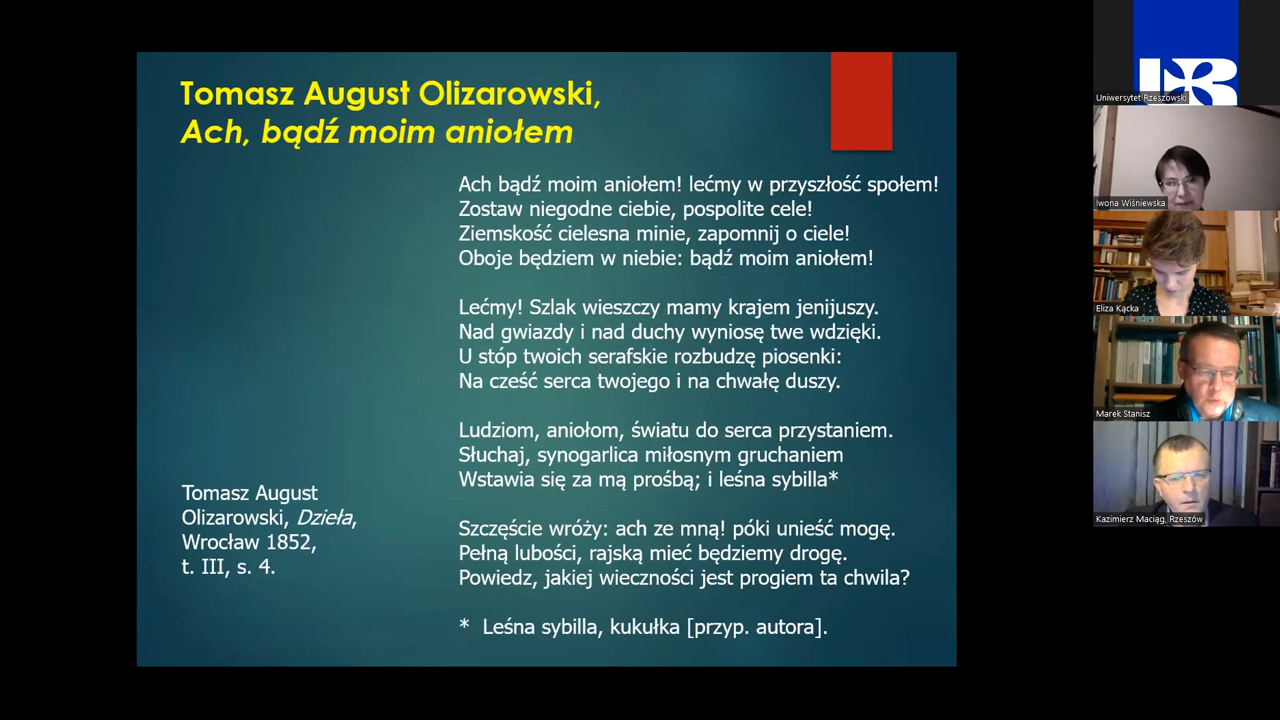 Tomasz August Olizarowski,
Ach, bądź moim aniołem
Ach bądź moim aniołem! lećmy w przyszłość społem!
Zostaw niegodne ciebie, pospolite cele!
Ziemskość cielesna minie, zapomnij o ciele!
Oboje będziem w niebie: bądź moim aniołem!
Lećmy! Szlak wieszczy mamy krajem jenijuszy.
Nad gwiazdy i nad duchy wyniosę twe wdzięki.
U stóp twoich serafskie rozbudzę piosenki:
Na cześć serca twojego i na chwałę duszy.
Ludziom, aniołom, światu do serca przystaniem.
Słuchaj, synogarlica miłosnym gruchaniem
Wstawia się za mą prośbą; i leśna sybilla*
Szczęście wróży: ach ze mną! póki unieść mogę.
Pełną lubości, rajską mieć będziemy drogę.
Powiedz, jakiej wieczności jest progiem ta chwila?
* Leśna sybilla, kukułka [przyp. autora].
Tomasz August
Olizarowski, Dzieła,
Wrocław 1852,
t. III, s. 4.
UR
Uniwersytet Rzeszowski
Iwona Wiśniewska
Eliza Kącka
Marek Stanisz
Kazimierz Maciąg, Rzeszów